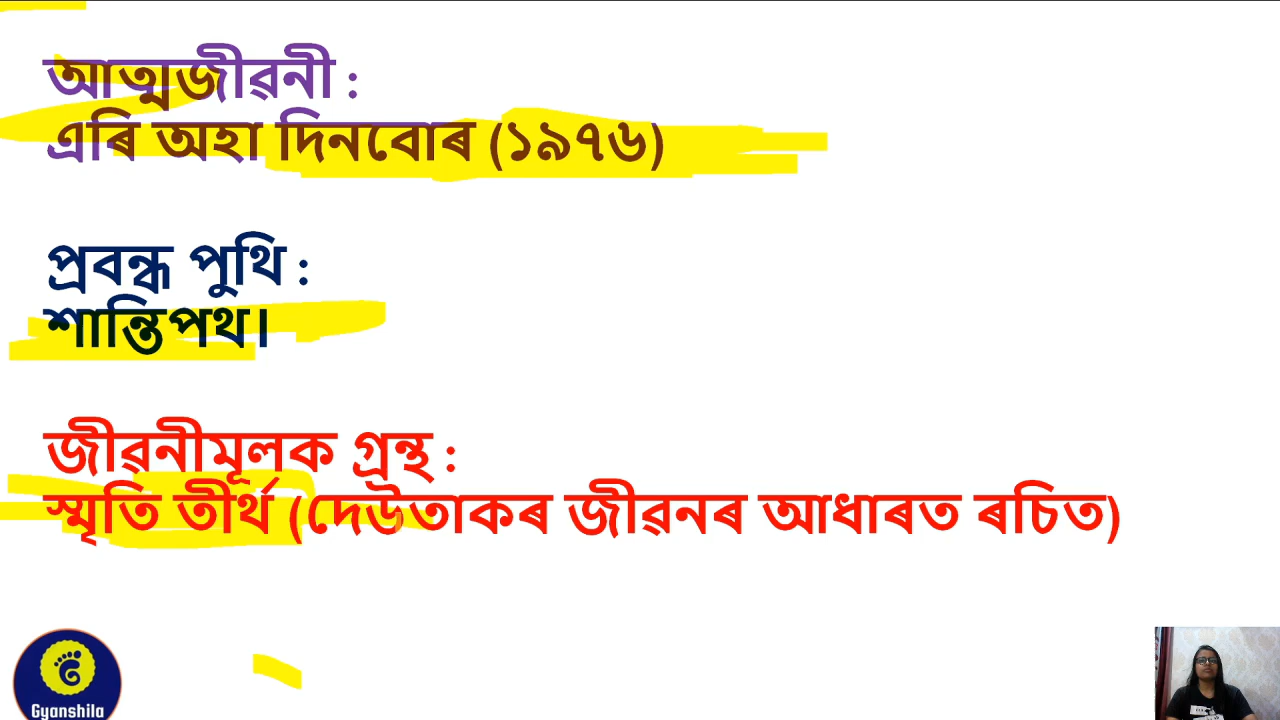 আত্মজীৱনী :
এৰি অহা দিনবোৰ (১৯৭৬)
প্ৰবন্ধ পুথি :
শান্তিপথ।
জীৱনীমূলক গ্ৰন্থ :
স্মৃতি তীৰ্থ (দেউতাকৰ জীৱনৰ আধাৰত ৰচিত)
Gyanshila